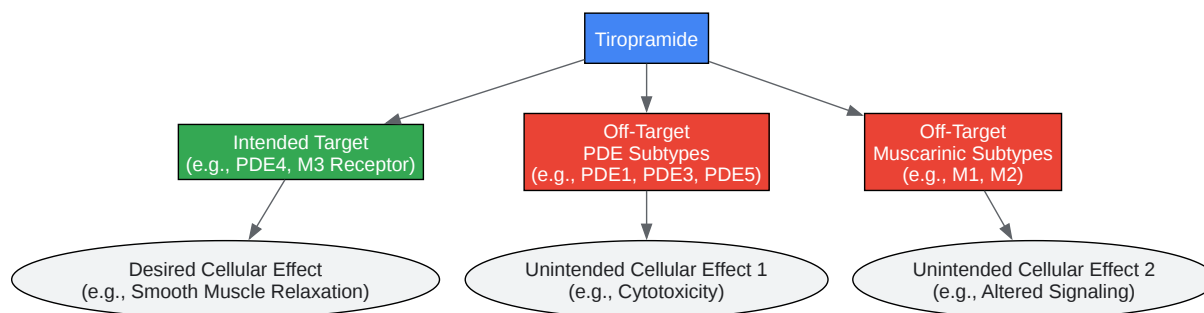 Tiropramide
Intended Target
(e.g., PDE4, M3 Receptor)
Off-Target
PDE Subtypes
(e.g., PDE1, PDE3, PDE5)
Off-Target
Muscarinic Subtypes
(e.g., M1, M2)
Desired Cellular Effect
(e.g., Smooth Muscle Relaxation)
Unintended Cellular Effect 1
(e.g., Cytotoxicity)
Unintended Cellular Effect 2
(e.g., Altered Signaling)